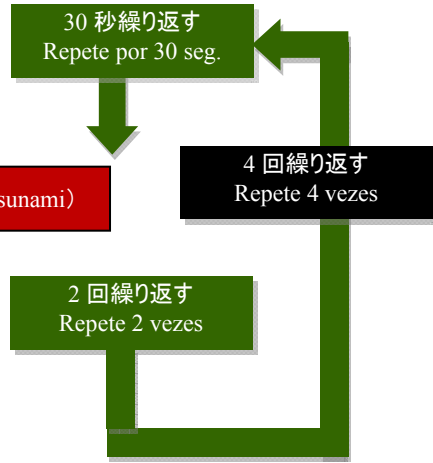 30 秒繰り返す
Repete por 30 seg.
4 回繰り返す
Repete 4 vezes
sunami）
2 回繰り返す
Repete 2 vezes